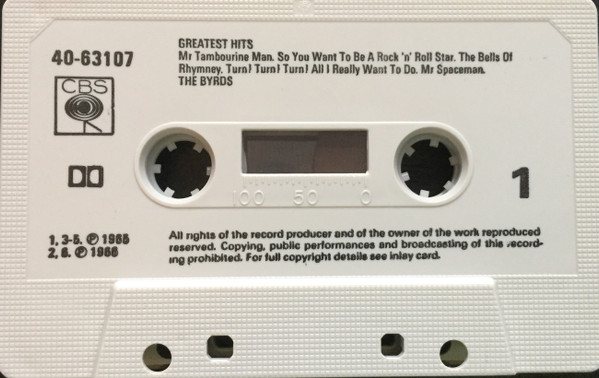 GREATEST HITS
40-63107
Mr Tambourine Man. So You Want To Be A Rock 'n' Roll Star. The Bells Of
Rhymney. Turn! Turn! Turn! All I Really Want To Do. Mr Spaceman.
THE BYRDS
CBS
100 50 0
1
1, 3-5. ℗ 1965
2, 6. ℗ 1966
All rights of the record producer and of the owner of the work reproduced
reserved. Copying, public performances and broadcasting of this record-
ing prohibited. For full copyright details see inlay card.